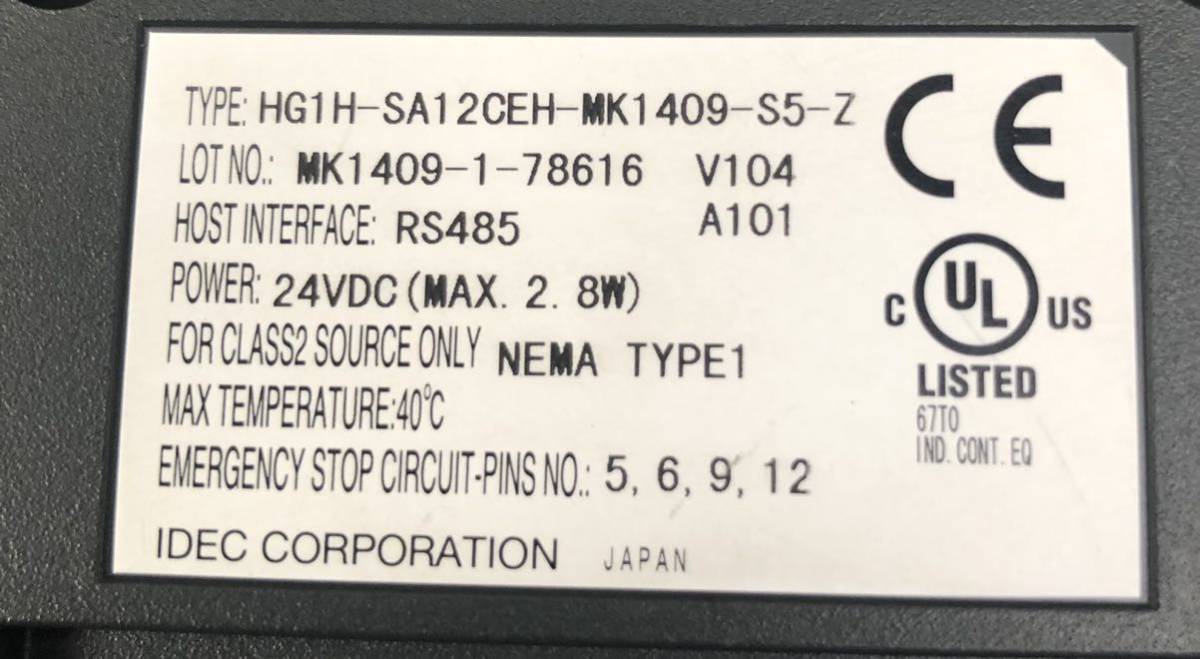 TYPE: HG1H-SA12CEH-MK1409-S5-Z
LOT NO.: MK1409-1-78616 V104
HOST INTERFACE: RS485 A101
POWER: 24VDC (MAX. 2. 8W)
FOR CLASS2 SOURCE ONLY NEMA TYPE1
MAX TEMPERATURE:40℃
EMERGENCY STOP CIRCUIT-PINS NO.: 5, 6, 9, 12
IDEC CORPORATION JAPAN
CE
C UL US
LISTED
67T0
IND. CONT. EQ